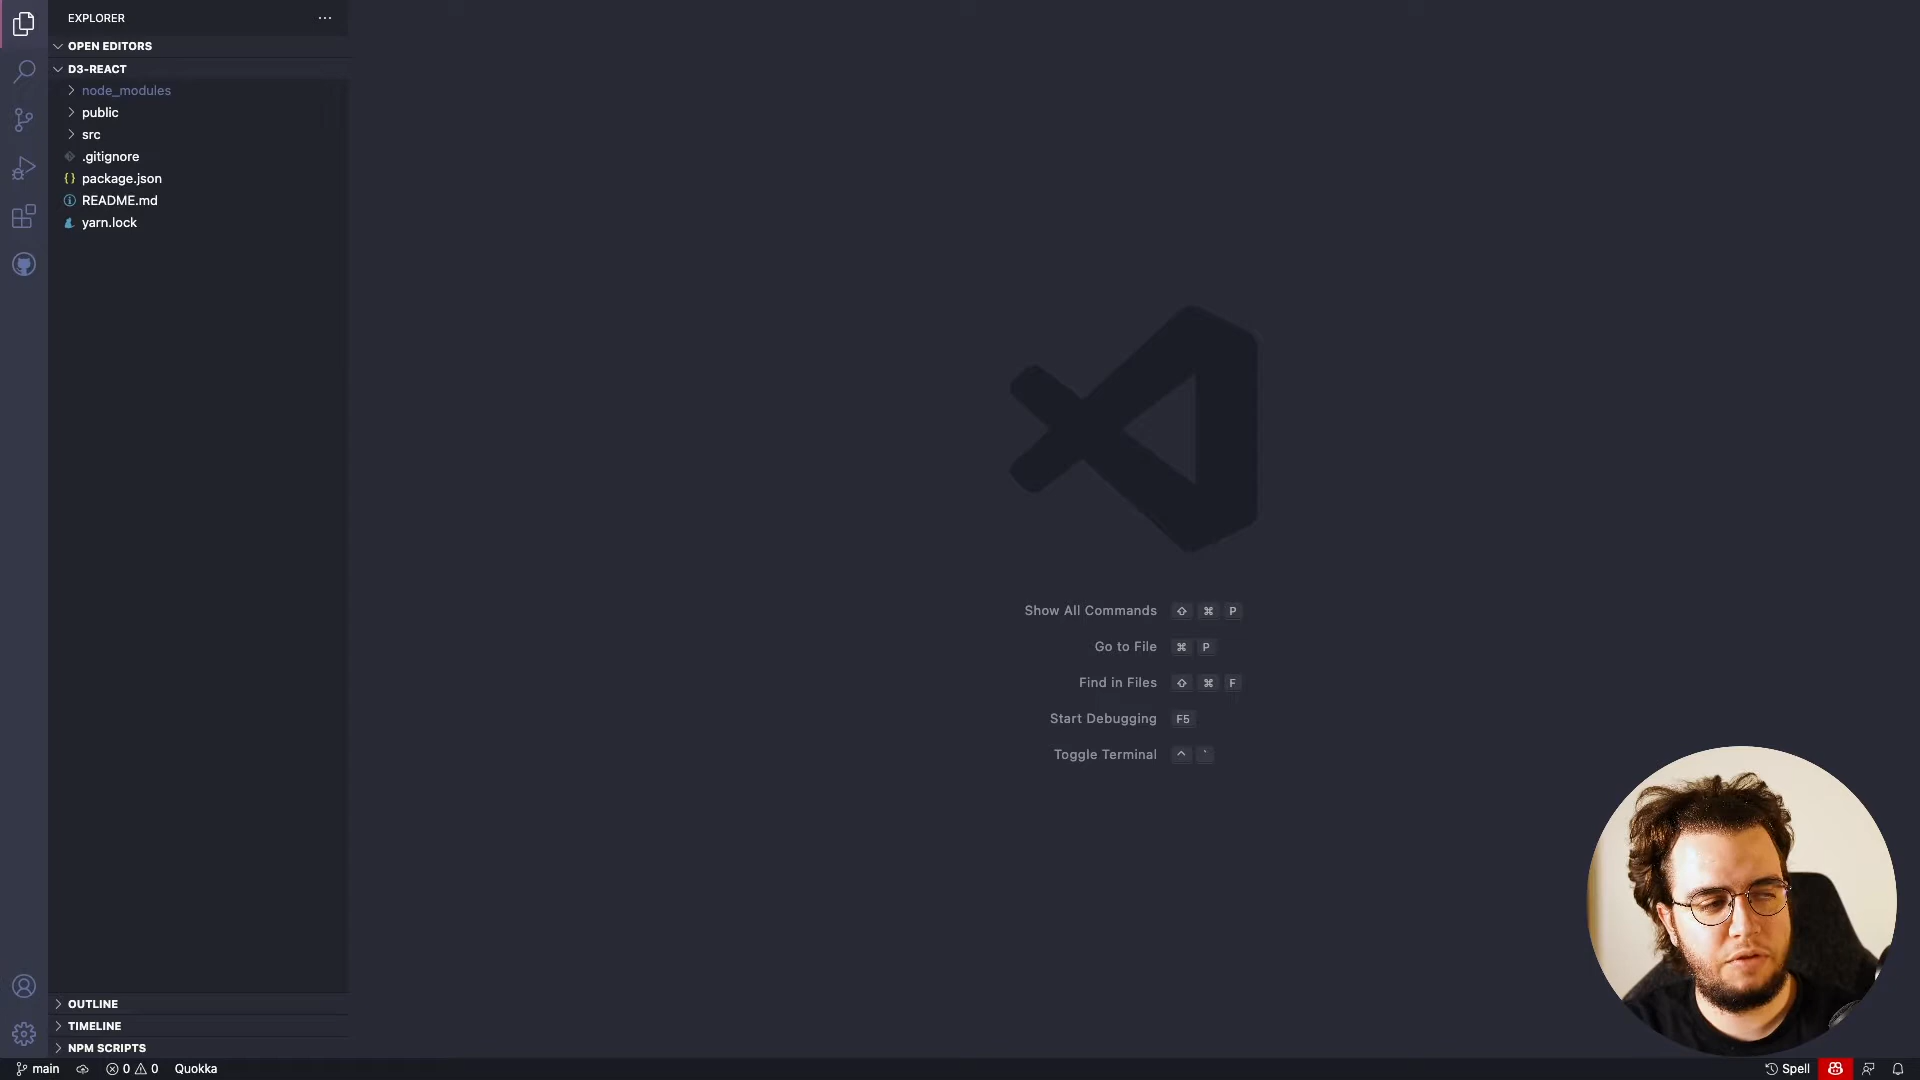 EXPLORER
OPEN EDITORS
D3-REACT
node_modules
public
src
.gitignore
package.json
README.md
yarn.lock
Show All Commands ⇧ ⌘ P
Go to File ⌘ P
Find in Files ⇧ ⌘ F
Start Debugging F5
Toggle Terminal ^ `
OUTLINE
TIMELINE
NPM SCRIPTS
main 0 0 Quokka Spell